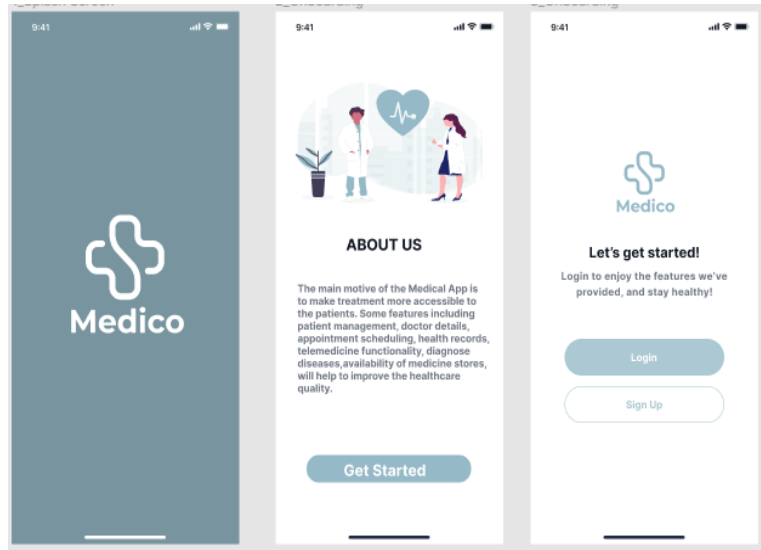 9:41
Medico
9:41
ABOUT US
The main motive of the Medical App is
to make treatment more accessible to
the patients. Some features including
patient management, doctor details,
appointment scheduling, health records,
telemedicine functionality, diagnose
diseases,availability of medicine stores,
will help to improve the healthcare
quality.
Get Started
9:41
Medico
Let's get started!
Login to enjoy the features we've
provided, and stay healthy!
Login
Sign Up